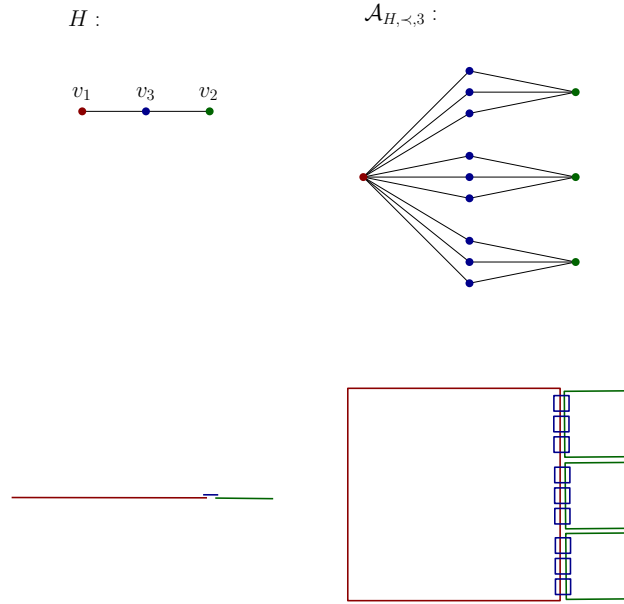 H :
𝒜_{H,≺,3} :
v₁ v₃ v₂